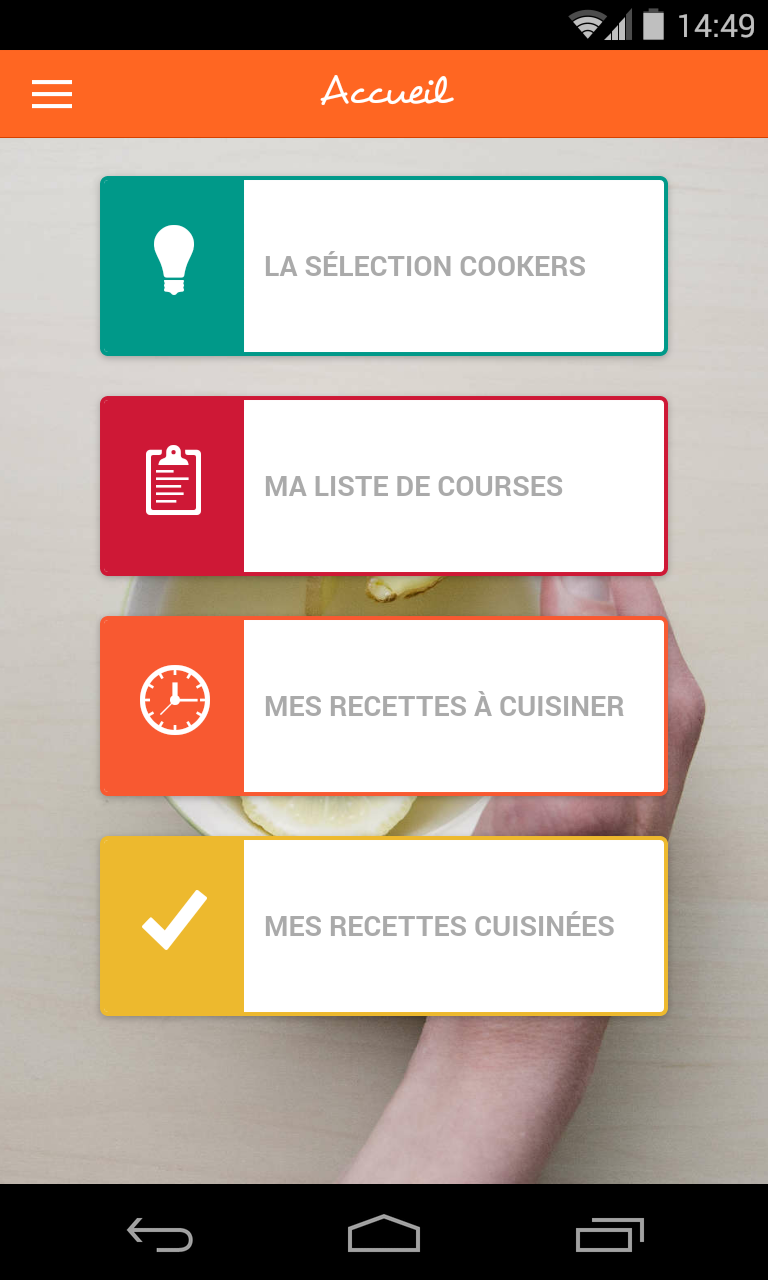 14:49
Accueil
LA SÉLECTION COOKERS
MA LISTE DE COURSES
MES RECETTES À CUISINER
MES RECETTES CUISINÉES